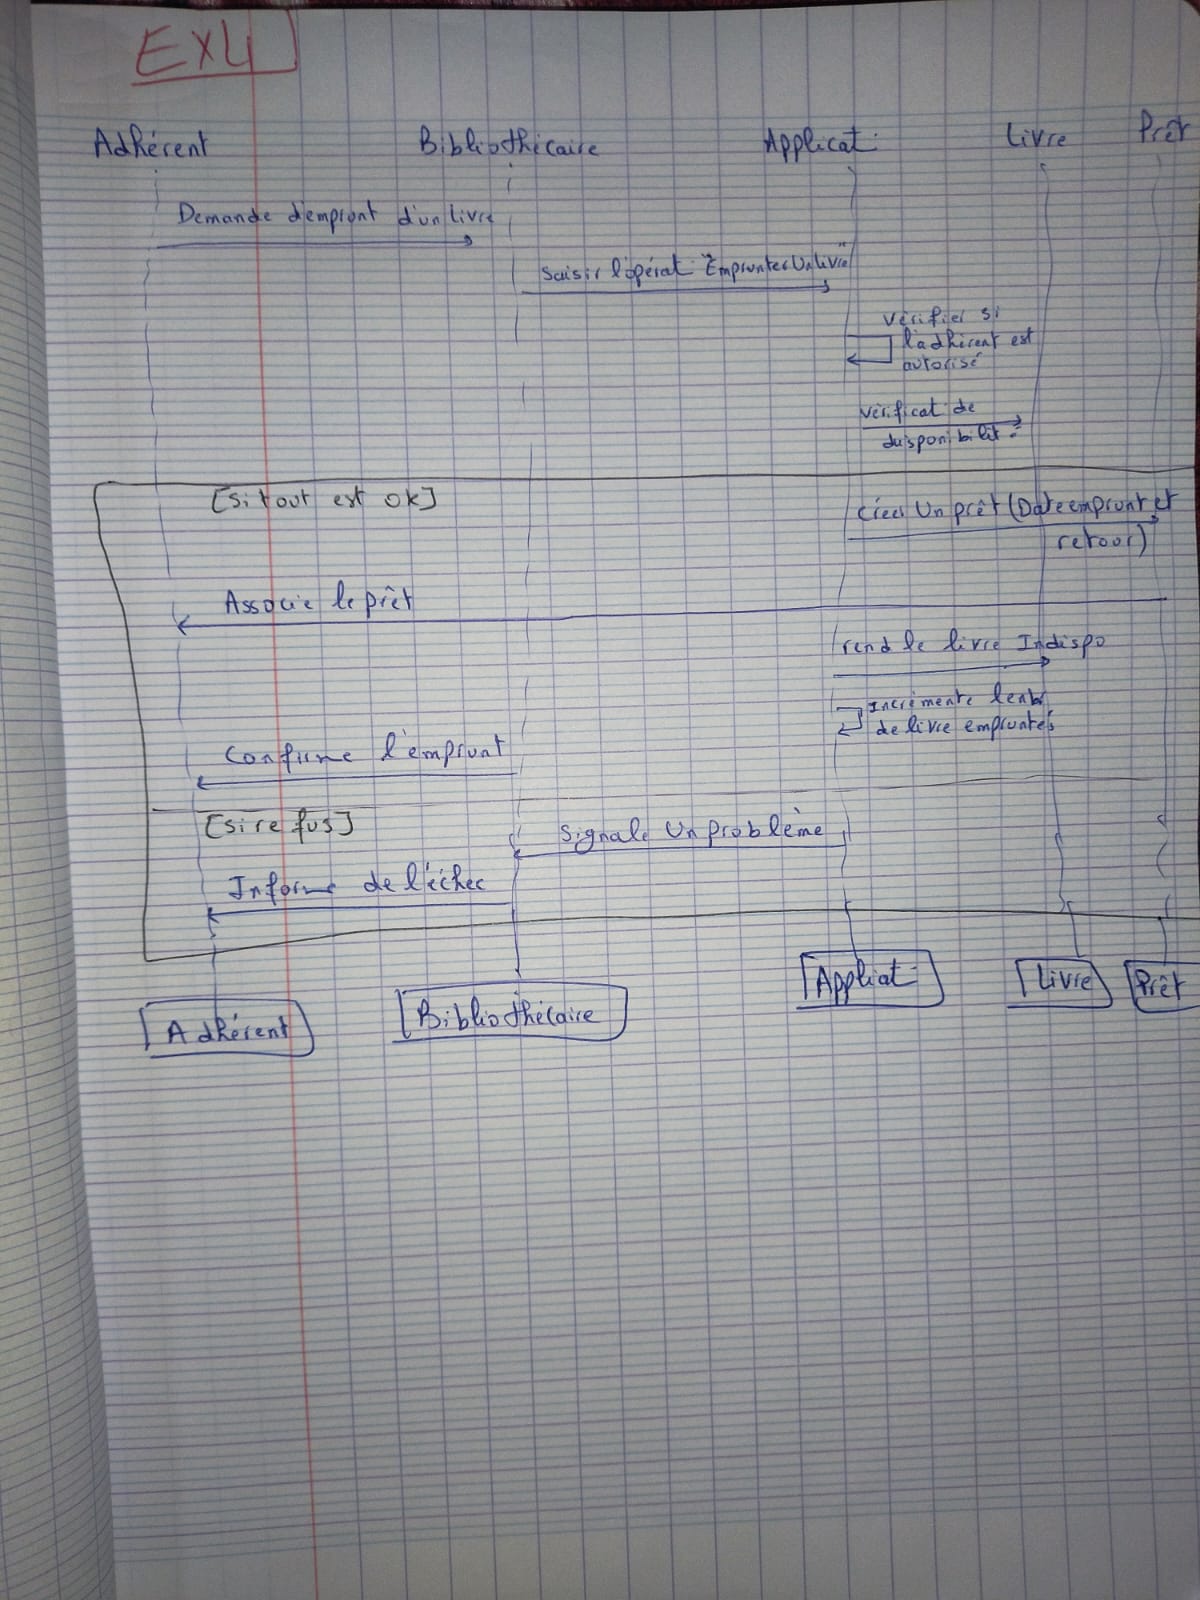 EX4
Adhérent Bibliothécaire Applicat° Livre Prêt
Demande d'emprunt d'un livre
Saisir l'opérat° "Emprunter Un livre"
Vérifier si
l'adhérent est
autorisé
vérificat° de
disponibilité
[Si tout est ok]
créer Un prêt (Date emprunt et
retour)
Associe le prêt
rend le livre Indispo
Incrémente le nb
de livre empruntés
Confirme l'emprunt
[si refus]
Signale Un problème
Informe de l'échec
Appliat° Livre Prêt
Adhérent Bibliothécaire